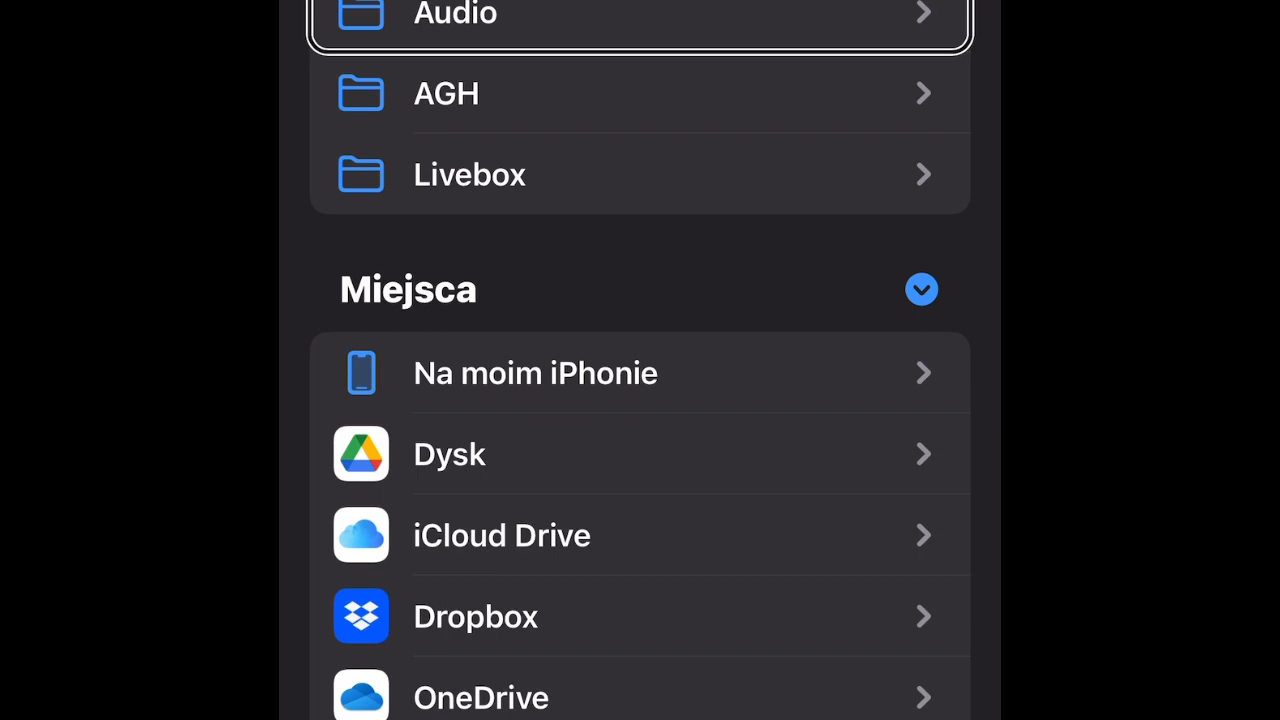 Audio
AGH
Livebox
Miejsca
Na moim iPhonie
Dysk
iCloud Drive
Dropbox
OneDrive